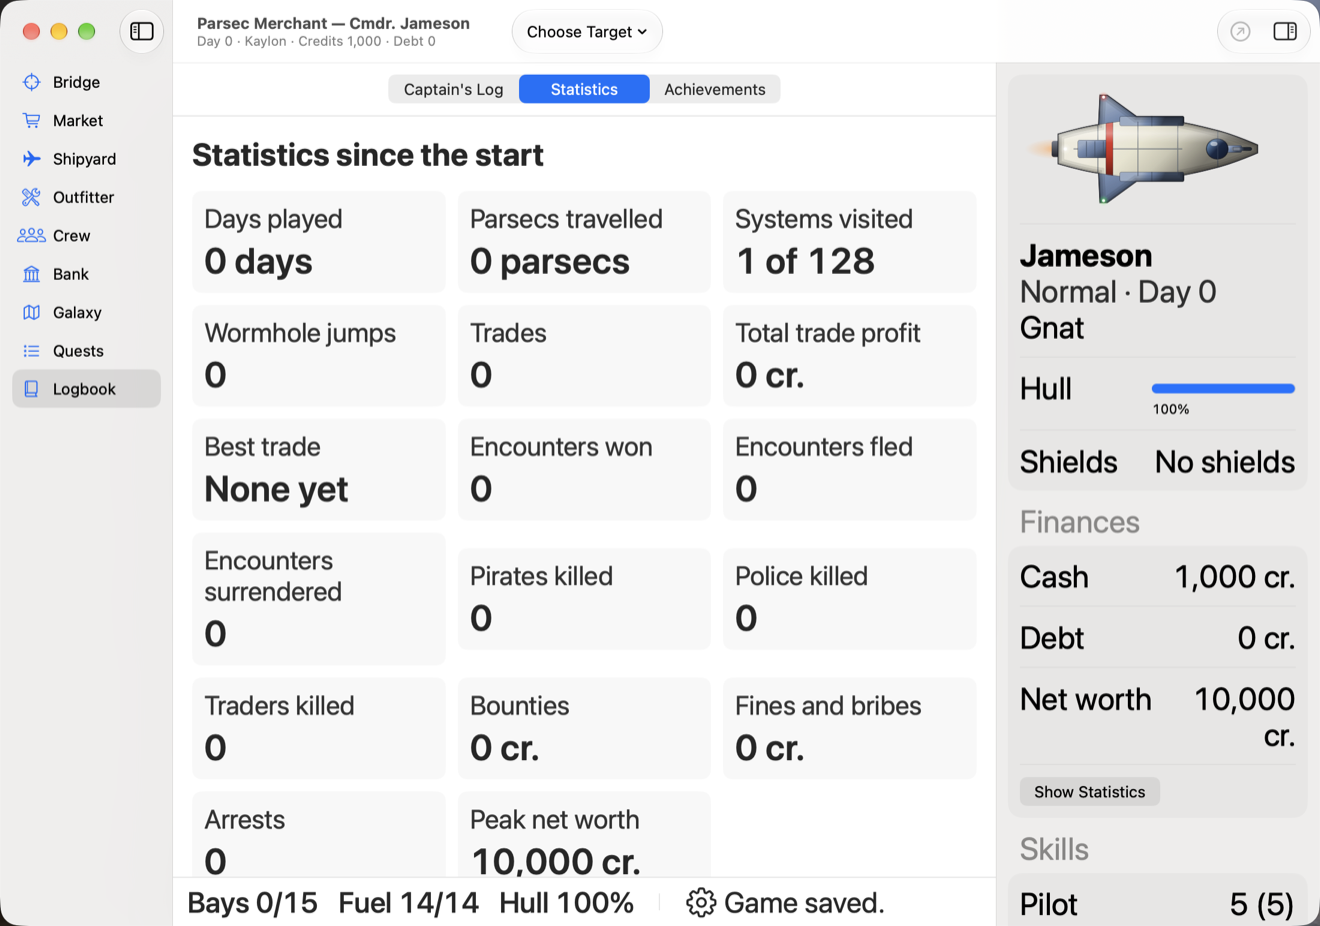 Parsec Merchant — Cmdr. Jameson
Day 0 · Kaylon · Credits 1,000 · Debt 0
Choose Target
Bridge
Market
Shipyard
Outfitter
Crew
Bank
Galaxy
Quests
Logbook
Captain's Log
Statistics
Achievements
Statistics since the start
Days played
0 days
Parsecs travelled
0 parsecs
Systems visited
1 of 128
Wormhole jumps
0
Trades
0
Total trade profit
0 cr.
Best trade
None yet
Encounters won
0
Encounters fled
0
Encounters
surrendered
0
Pirates killed
0
Police killed
0
Traders killed
0
Bounties
0 cr.
Fines and bribes
0 cr.
Arrests
0
Peak net worth
10,000 cr.
Bays 0/15 Fuel 14/14 Hull 100% Game saved.
Jameson
Normal · Day 0
Gnat
Hull
100%
Shields No shields
Finances
Cash 1,000 cr.
Debt 0 cr.
Net worth 10,000
cr.
Show Statistics
Skills
Pilot 5 (5)